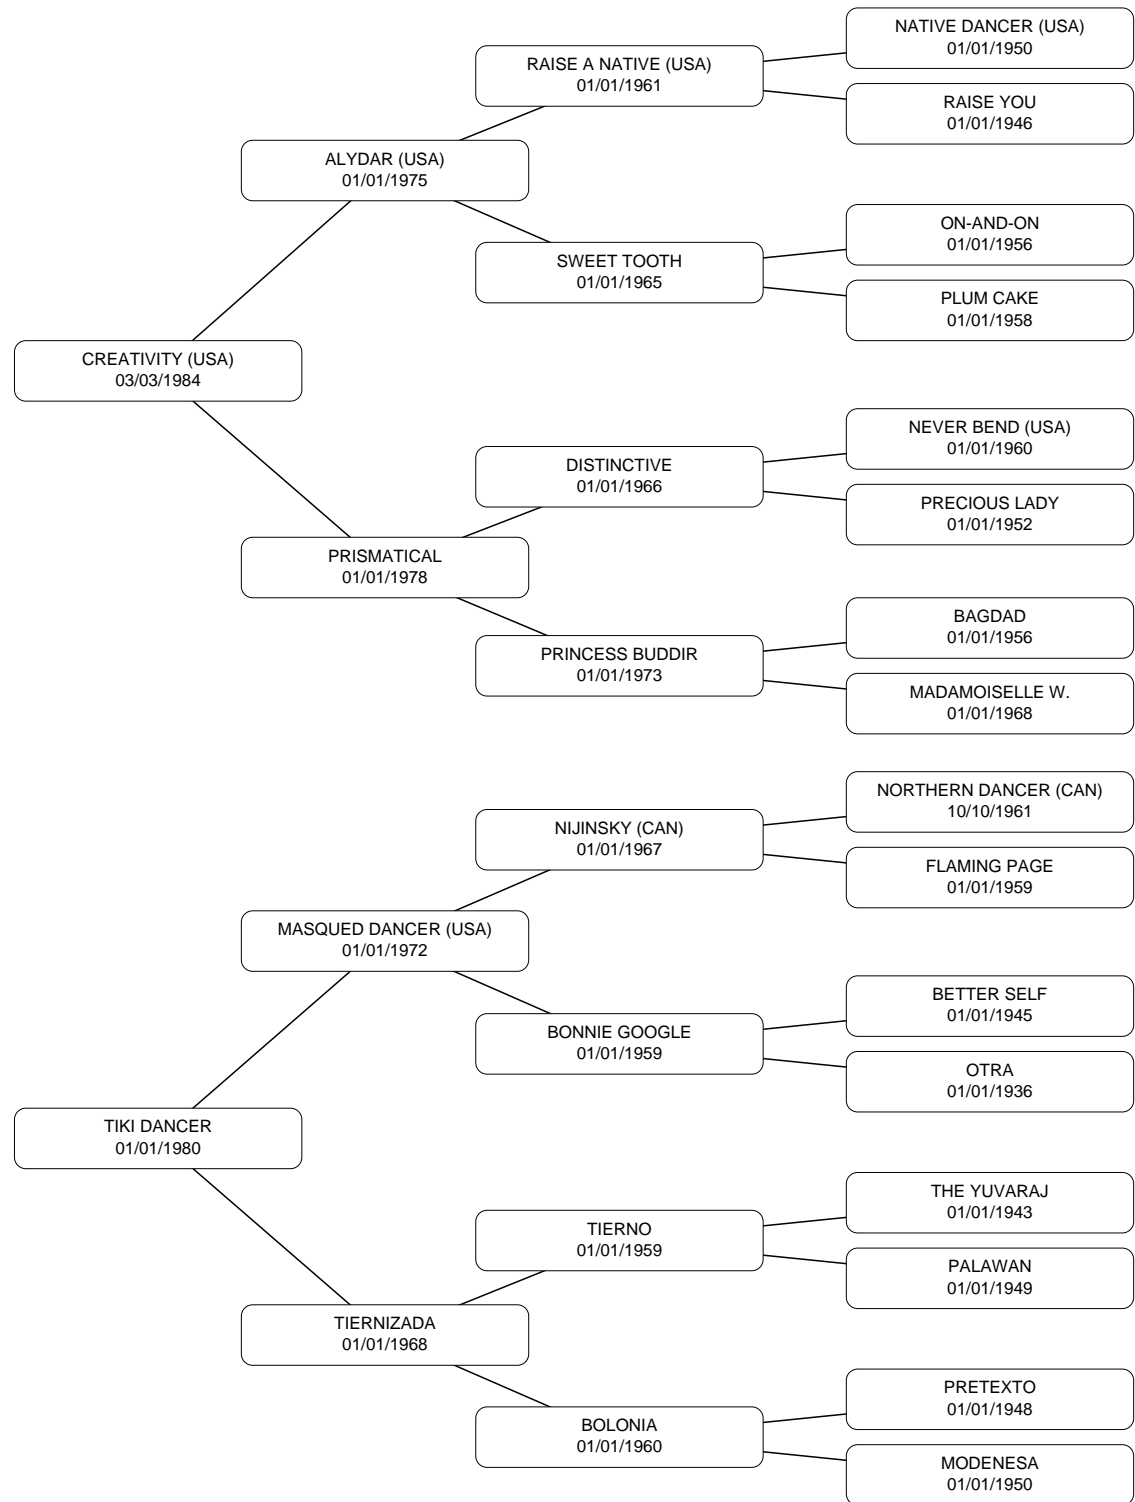 NATIVE DANCER (USA)
01/01/1950
RAISE A NATIVE (USA)
01/01/1961
RAISE YOU
01/01/1946
ALYDAR (USA)
01/01/1975
ON-AND-ON
01/01/1956
SWEET TOOTH
01/01/1965
PLUM CAKE
01/01/1958
CREATIVITY (USA)
03/03/1984
NEVER BEND (USA)
01/01/1960
DISTINCTIVE
01/01/1966
PRECIOUS LADY
01/01/1952
PRISMATICAL
01/01/1978
BAGDAD
01/01/1956
PRINCESS BUDDIR
01/01/1973
MADAMOISELLE W.
01/01/1968
NORTHERN DANCER (CAN)
10/10/1961
NIJINSKY (CAN)
01/01/1967
FLAMING PAGE
01/01/1959
MASQUED DANCER (USA)
01/01/1972
BETTER SELF
01/01/1945
BONNIE GOOGLE
01/01/1959
OTRA
01/01/1936
TIKI DANCER
01/01/1980
THE YUVARAJ
01/01/1943
TIERNO
01/01/1959
PALAWAN
01/01/1949
TIERNIZADA
01/01/1968
PRETEXTO
01/01/1948
BOLONIA
01/01/1960
MODENESA
01/01/1950